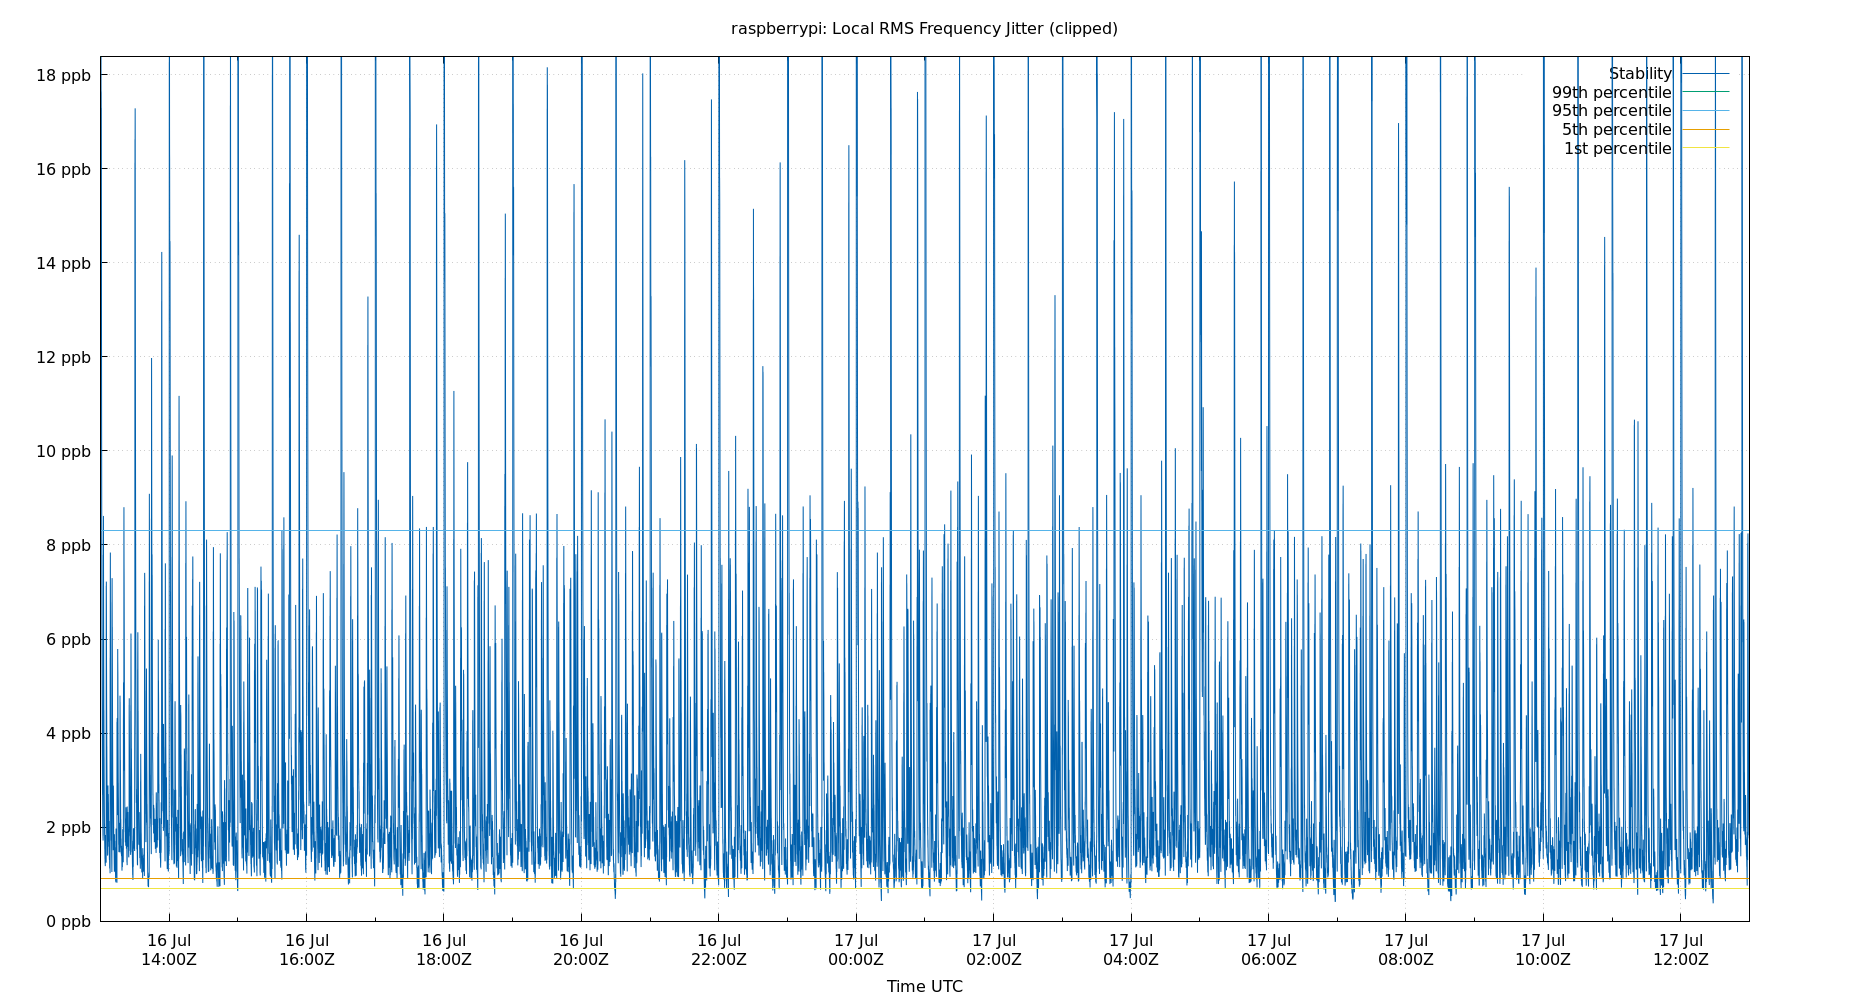 raspberrypi: Local RMS Frequency Jitter (clipped)
18 ppb
16 ppb
14 ppb
12 ppb
10 ppb
8 ppb
6 ppb
4 ppb
2 ppb
0 ppb
Stability
99th percentile
95th percentile
5th percentile
1st percentile
16 Jul 16 Jul 16 Jul 16 Jul 16 Jul 17 Jul 17 Jul 17 Jul 17 Jul 17 Jul 17 Jul 17 Jul
14:00Z 16:00Z 18:00Z 20:00Z 22:00Z 00:00Z 02:00Z 04:00Z 06:00Z 08:00Z 10:00Z 12:00Z
Time UTC